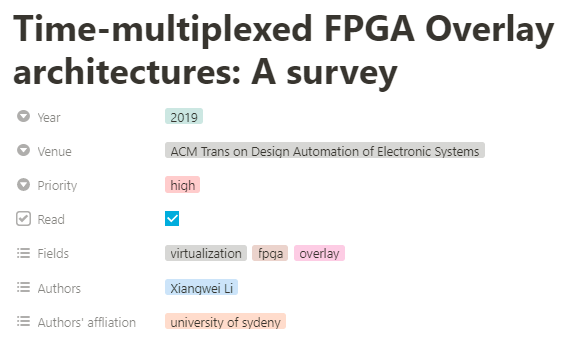 Time-multiplexed FPGA Overlay
architectures: A survey
Year 2019
Venue ACM Trans on Design Automation of Electronic Systems
Priority high
Read
Fields virtualization fpga overlay
Authors Xiangwei Li
Authors' affliation university of sydeny